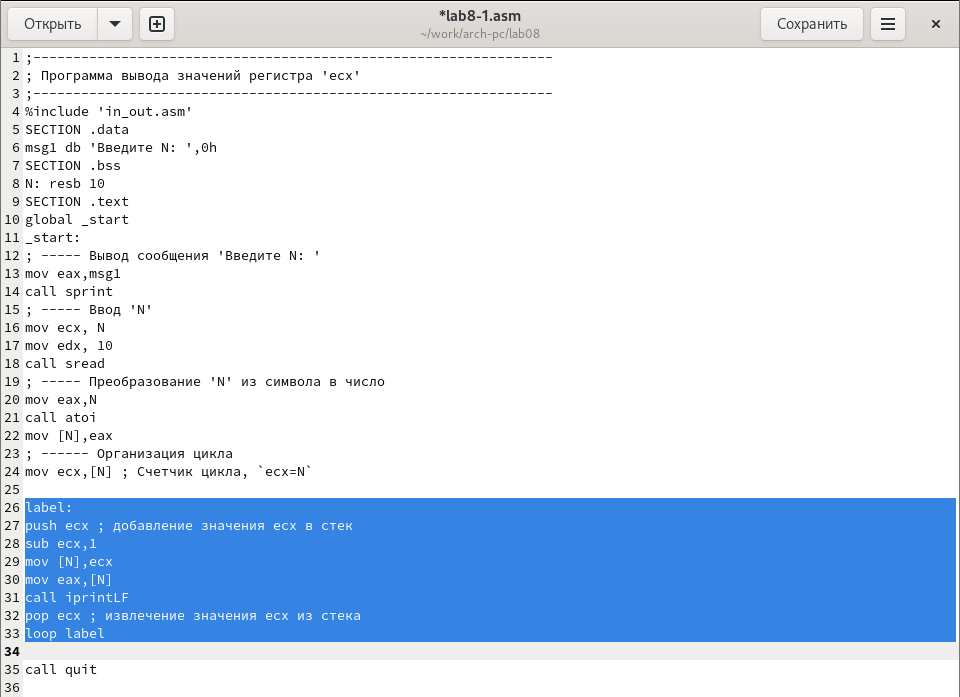 Открыть
*lab8-1.asm
~/work/arch-pc/lab08
Сохранить
1 ;-----------------------------------------------------------------
2 ; Программа вывода значений регистра 'ecx'
3 ;-----------------------------------------------------------------
4 %include 'in_out.asm'
5 SECTION .data
6 msg1 db 'Введите N: ',0h
7 SECTION .bss
8 N: resb 10
9 SECTION .text
10 global _start
11 _start:
12 ; ----- Вывод сообщения 'Введите N: '
13 mov eax,msg1
14 call sprint
15 ; ----- Ввод 'N'
16 mov ecx, N
17 mov edx, 10
18 call sread
19 ; ----- Преобразование 'N' из символа в число
20 mov eax,N
21 call atoi
22 mov [N],eax
23 ; ------ Организация цикла
24 mov ecx,[N] ; Счетчик цикла, `ecx=N`
25
26 label:
27 push ecx ; добавление значения ecx в стек
28 sub ecx,1
29 mov [N],ecx
30 mov eax,[N]
31 call iprintLF
32 pop ecx ; извлечение значения ecx из стека
33 loop label
34
35 call quit
36